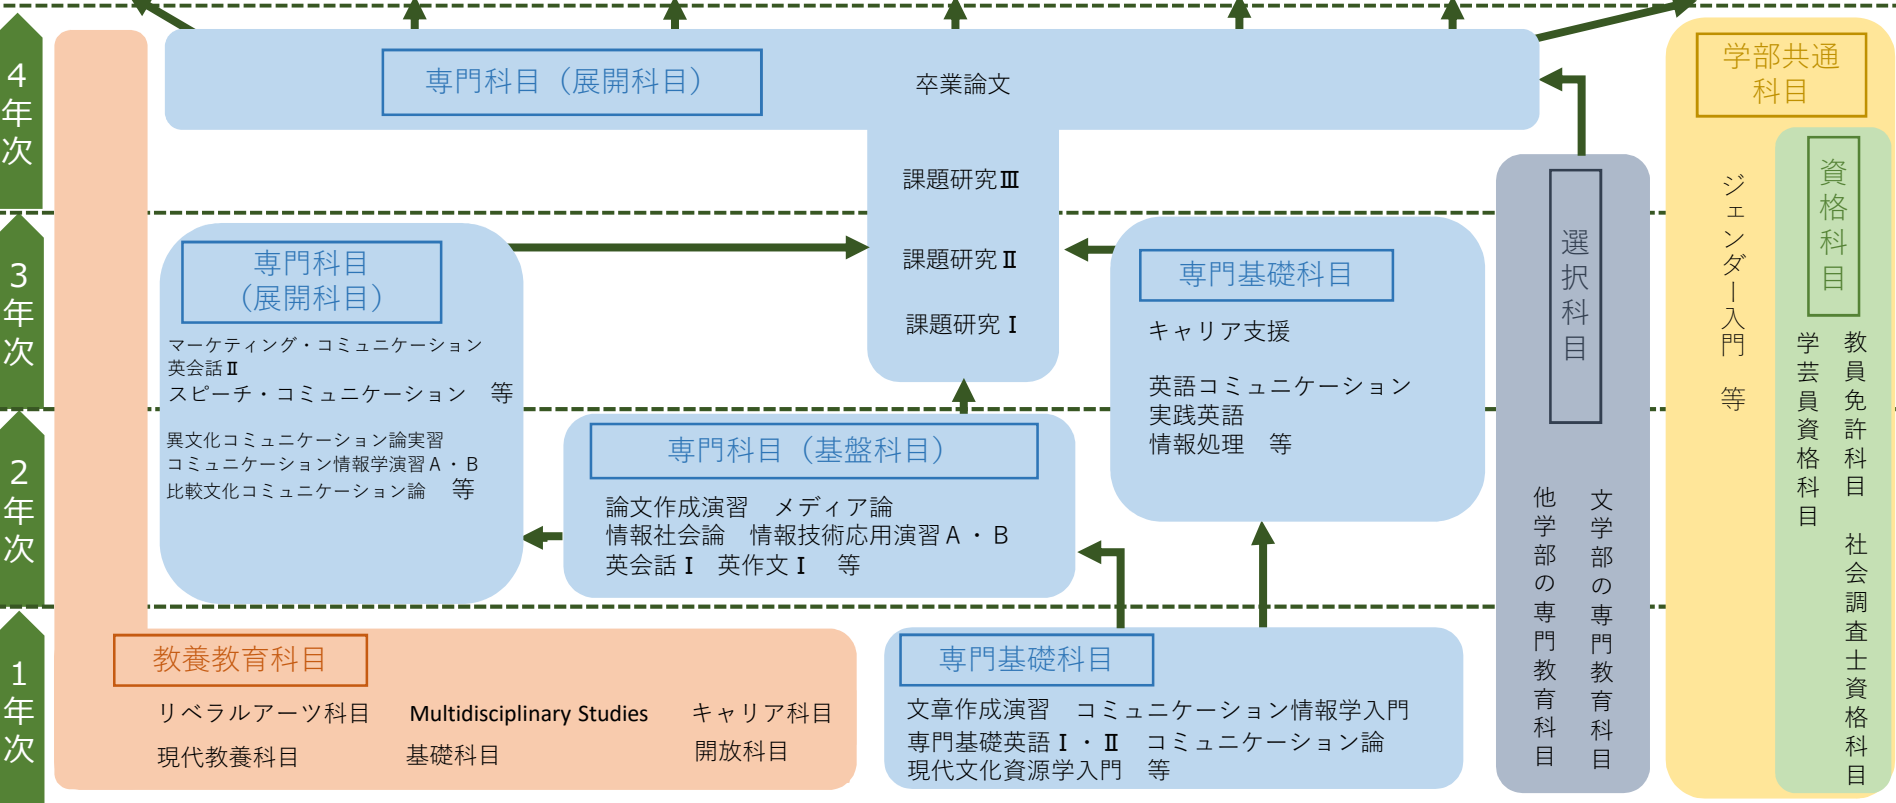 4年次
専門科目（展開科目）
卒業論文
課題研究Ⅲ
3年次
専門科目
（展開科目）
マーケティング・コミュニケーション
英会話Ⅱ
スピーチ・コミュニケーション　等
異文化コミュニケーション論実習
コミュニケーション情報学演習Ａ・Ｂ
比較文化コミュニケーション論　等
課題研究Ⅱ
課題研究Ⅰ
専門基礎科目
キャリア支援
英語コミュニケーション
実践英語
情報処理　等
2年次
専門科目（基盤科目）
論文作成演習　メディア論
情報社会論　情報技術応用演習Ａ・Ｂ
英会話Ⅰ　英作文Ⅰ　等
1年次
教養教育科目
リベラルアーツ科目　Multidisciplinary Studies　キャリア科目
現代教養科目　基礎科目　開放科目
専門基礎科目
文章作成演習　コミュニケーション情報学入門
専門基礎英語Ⅰ・Ⅱ　コミュニケーション論
現代文化資源学入門　等
選択科目
文学部の専門教育科目
他学部の専門教育科目
学部共通
科目
ジェンダー入門　等
資格科目
教員免許科目　社会調査士資格科目
学芸員資格科目